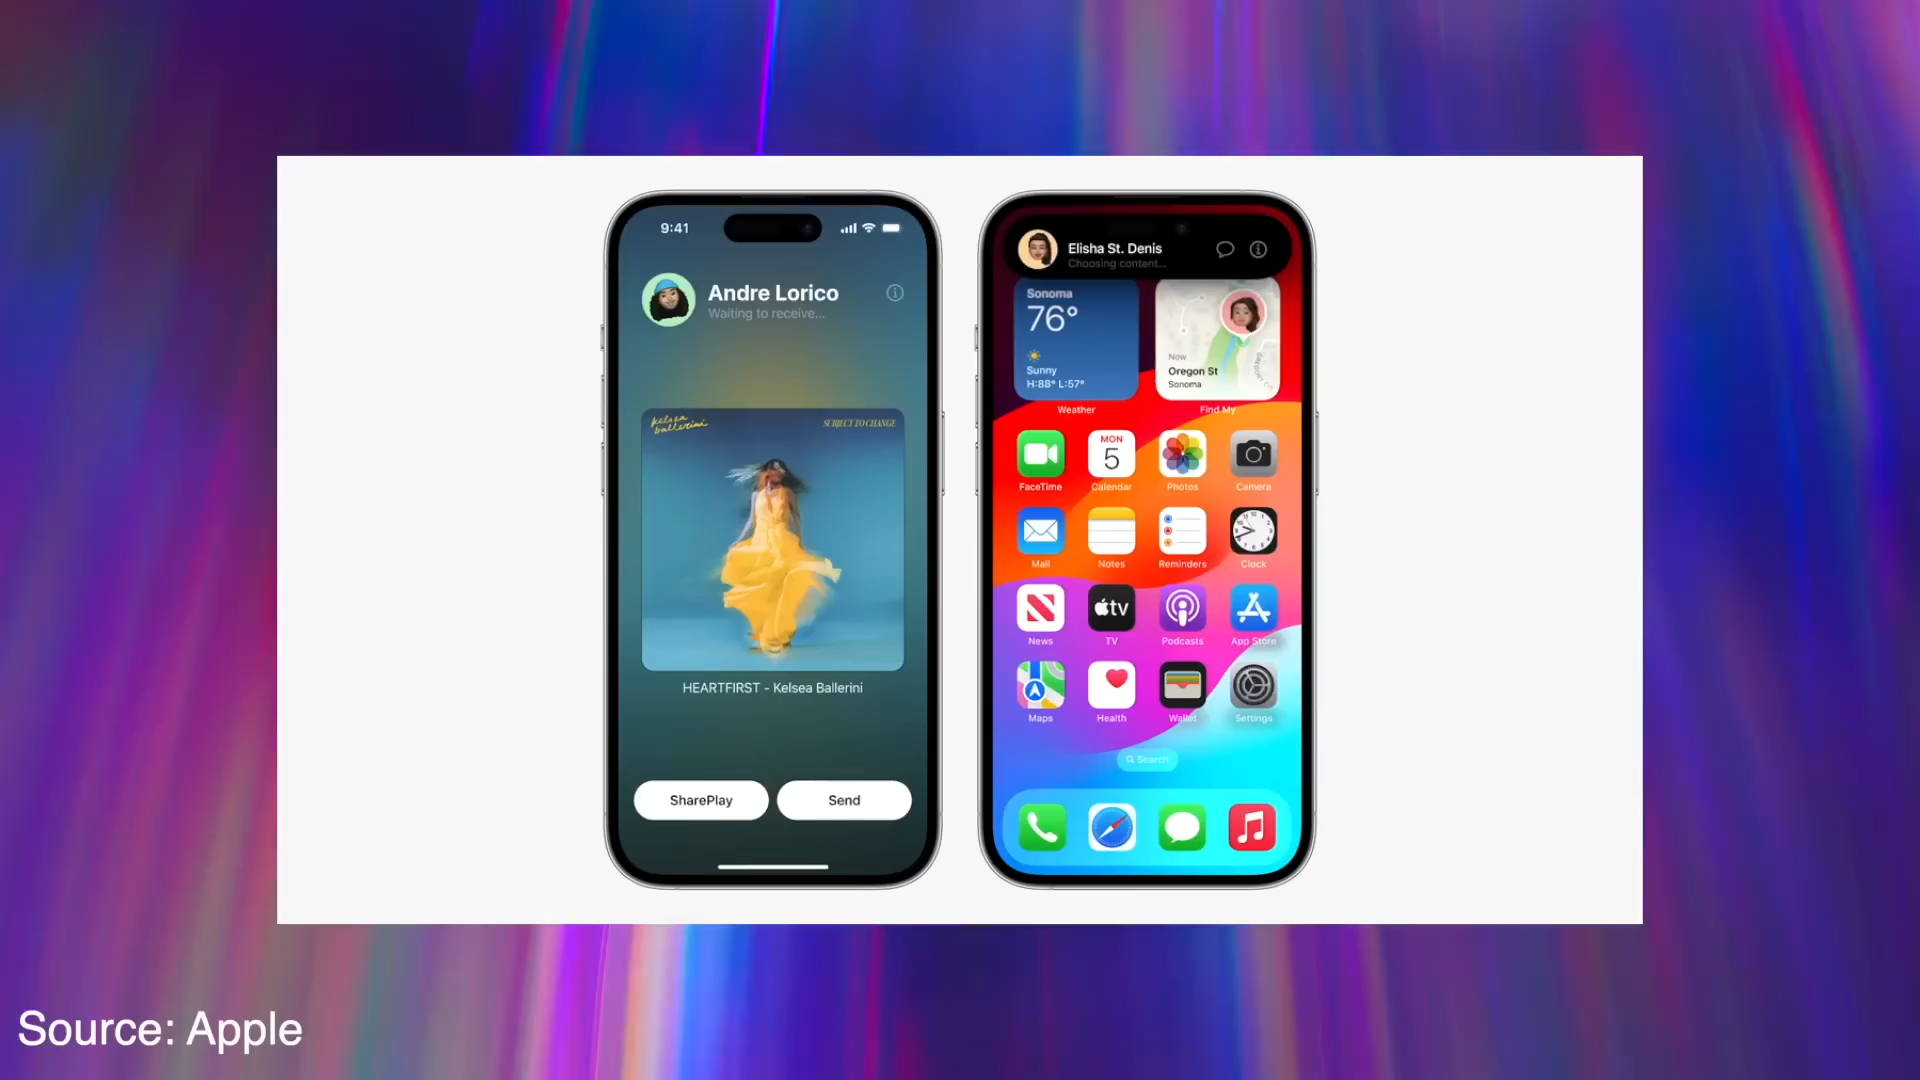 9:41
Andre Lorico
Waiting to receive...
kelsea
ballerini
SUBJECT TO CHANGE
HEARTFIRST - Kelsea Ballerini
SharePlay
Send
Elisha St. Denis
Choosing content...
Sonoma
76°
Sunny
H:88° L:57°
Weather
Now
Oregon St
Sonoma
Find My
MON
5
FaceTime
Calendar
Photos
Camera
Mail
Notes
Reminders
Clock
tv
News
TV
Podcasts
App Store
Maps
Health
Wallet
Settings
Search
Source: Apple